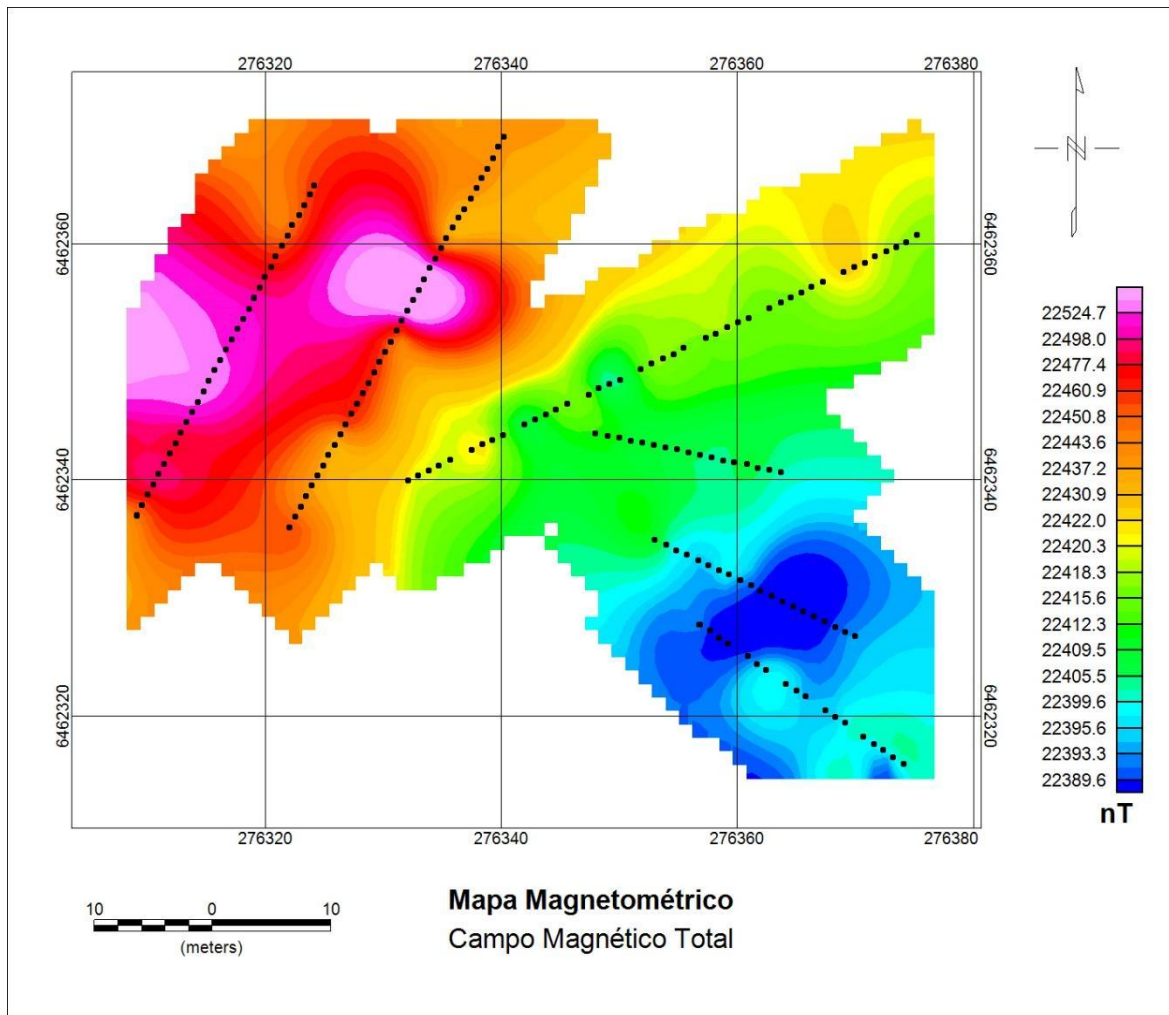 276320 276340 276360 276380
N
6462360 6462360
22524.7
22498.0
22477.4
22460.9
22450.8
22443.6
22437.2
22430.9
22422.0
22420.3
22418.3
22415.6
22412.3
22409.5
22405.5
22399.6
22395.6
22393.3
22389.6
nT
6462340 6462340
6462320 6462320
276320 276340 276360 276380
10 0 10
(meters)
Mapa Magnetométrico
Campo Magnético Total